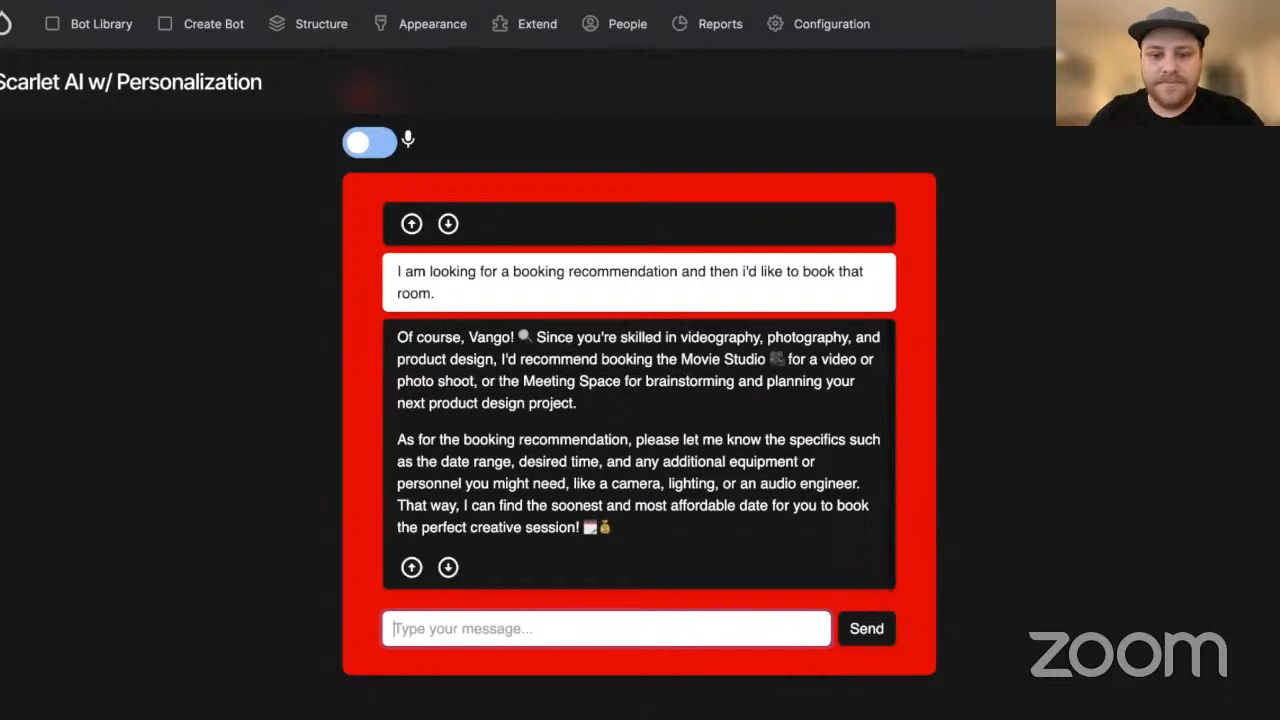 Bot Library Create Bot Structure Appearance Extend People Reports Configuration
Scarlet AI w/ Personalization
I am looking for a booking recommendation and then i'd like to book that
room.
Of course, Vango! 🔍 Since you're skilled in videography, photography, and
product design, I'd recommend booking the Movie Studio 🎥 for a video or
photo shoot, or the Meeting Space for brainstorming and planning your
next product design project.
As for the booking recommendation, please let me know the specifics such
as the date range, desired time, and any additional equipment or
personnel you might need, like a camera, lighting, or an audio engineer.
That way, I can find the soonest and most affordable date for you to book
the perfect creative session! 🗓️💰
Type your message...
Send
zoom